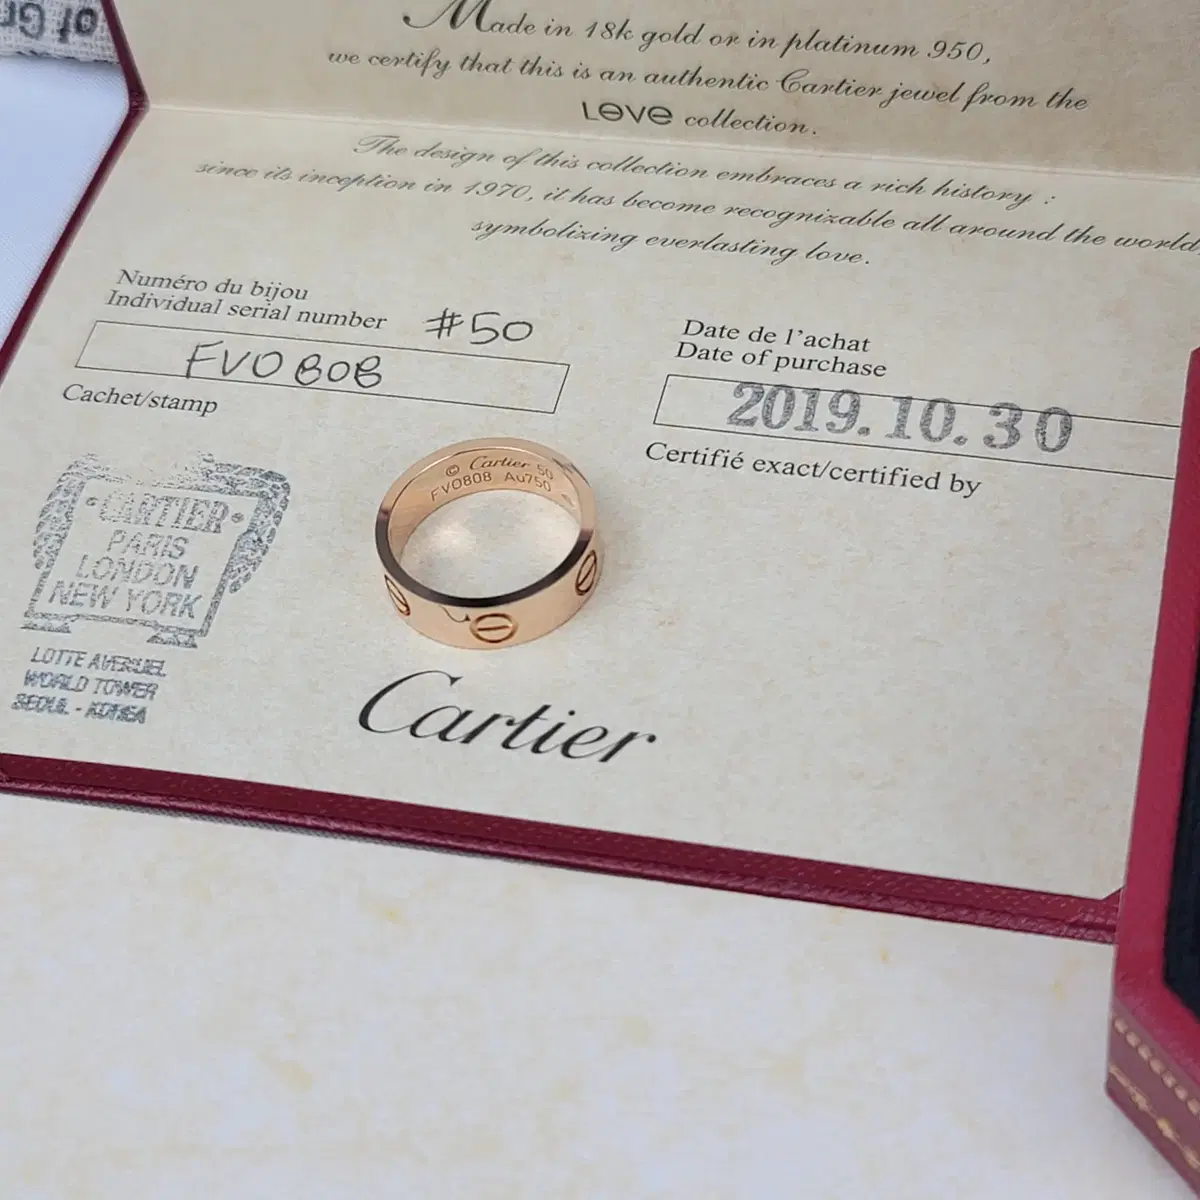 of Gr
Made in 18k gold or in platinum 950,
we certify that this is an authentic Cartier jewel from the
LOVE collection.
The design of this collection embraces a rich history :
since its inception in 1970, it has become recognizable all around the world,
symbolizing everlasting love.
Numéro du bijou
Individual serial number #50
FVO808
Cachet/stamp
Date de l'achat
Date of purchase
2019.10.30
Certifié exact/certified by
CARTIER
PARIS
LONDON
NEW YORK
LOTTE AVENUEL
WORLD TOWER
SEOUL - KOREA
© Cartier 50
FVO808 Au750
Cartier